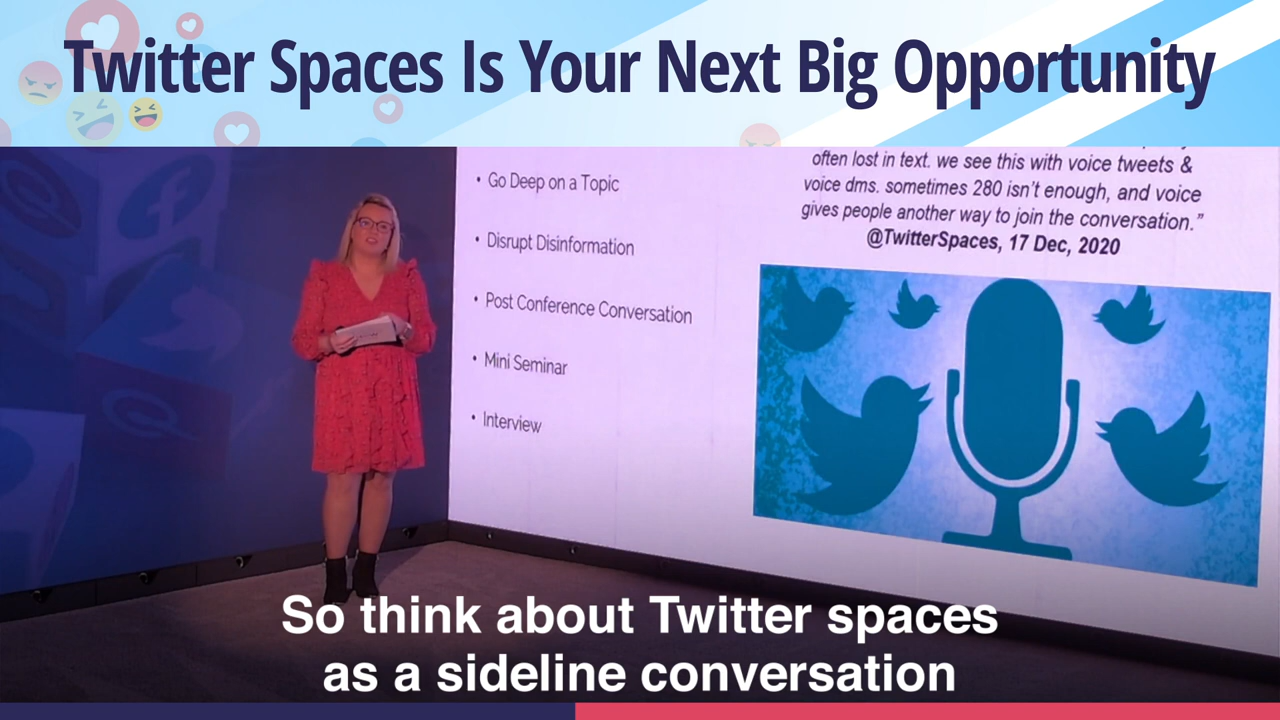 Twitter Spaces Is Your Next Big Opportunity
often lost in text. we see this with voice tweets &
voice dms. sometimes 280 isn't enough, and voice
gives people another way to join the conversation."
@TwitterSpaces, 17 Dec, 2020
• Go Deep on a Topic
• Disrupt Disinformation
• Post Conference Conversation
• Mini Seminar
• Interview
So think about Twitter spaces
as a sideline conversation